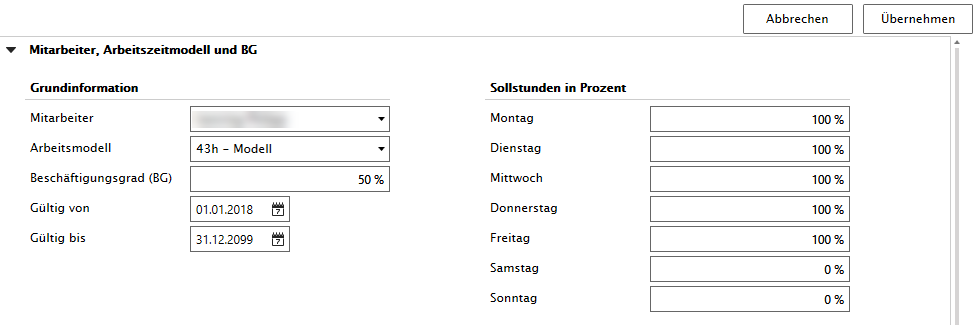 Abbrechen Übernehmen
Mitarbeiter, Arbeitszeitmodell und BG
Grundinformation
Mitarbeiter
Arbeitsmodell 43h - Modell
Beschäftigungsgrad (BG) 50 %
Gültig von 01.01.2018
Gültig bis 31.12.2099
Sollstunden in Prozent
Montag 100 %
Dienstag 100 %
Mittwoch 100 %
Donnerstag 100 %
Freitag 100 %
Samstag 0 %
Sonntag 0 %